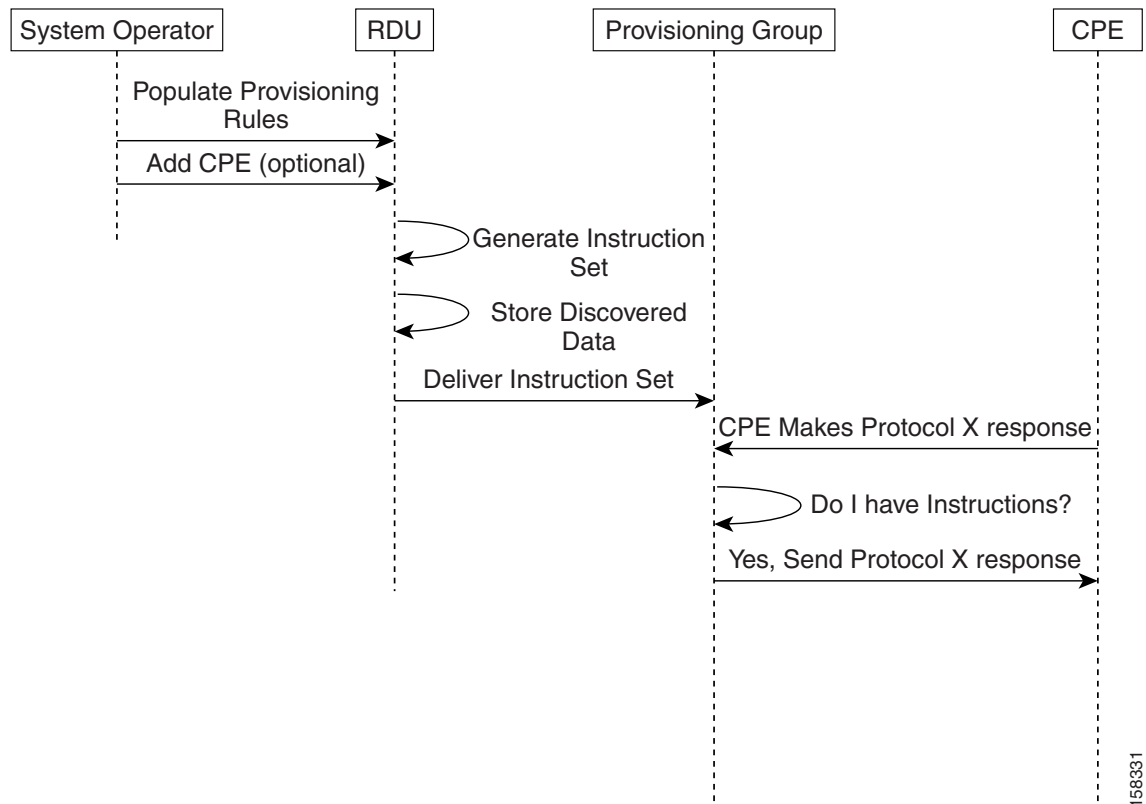 System Operator
RDU
Provisioning Group
CPE
Populate Provisioning
Rules
Add CPE (optional)
Generate Instruction
Set
Store Discovered
Data
Deliver Instruction Set
CPE Makes Protocol X response
Do I have Instructions?
Yes, Send Protocol X response
158331